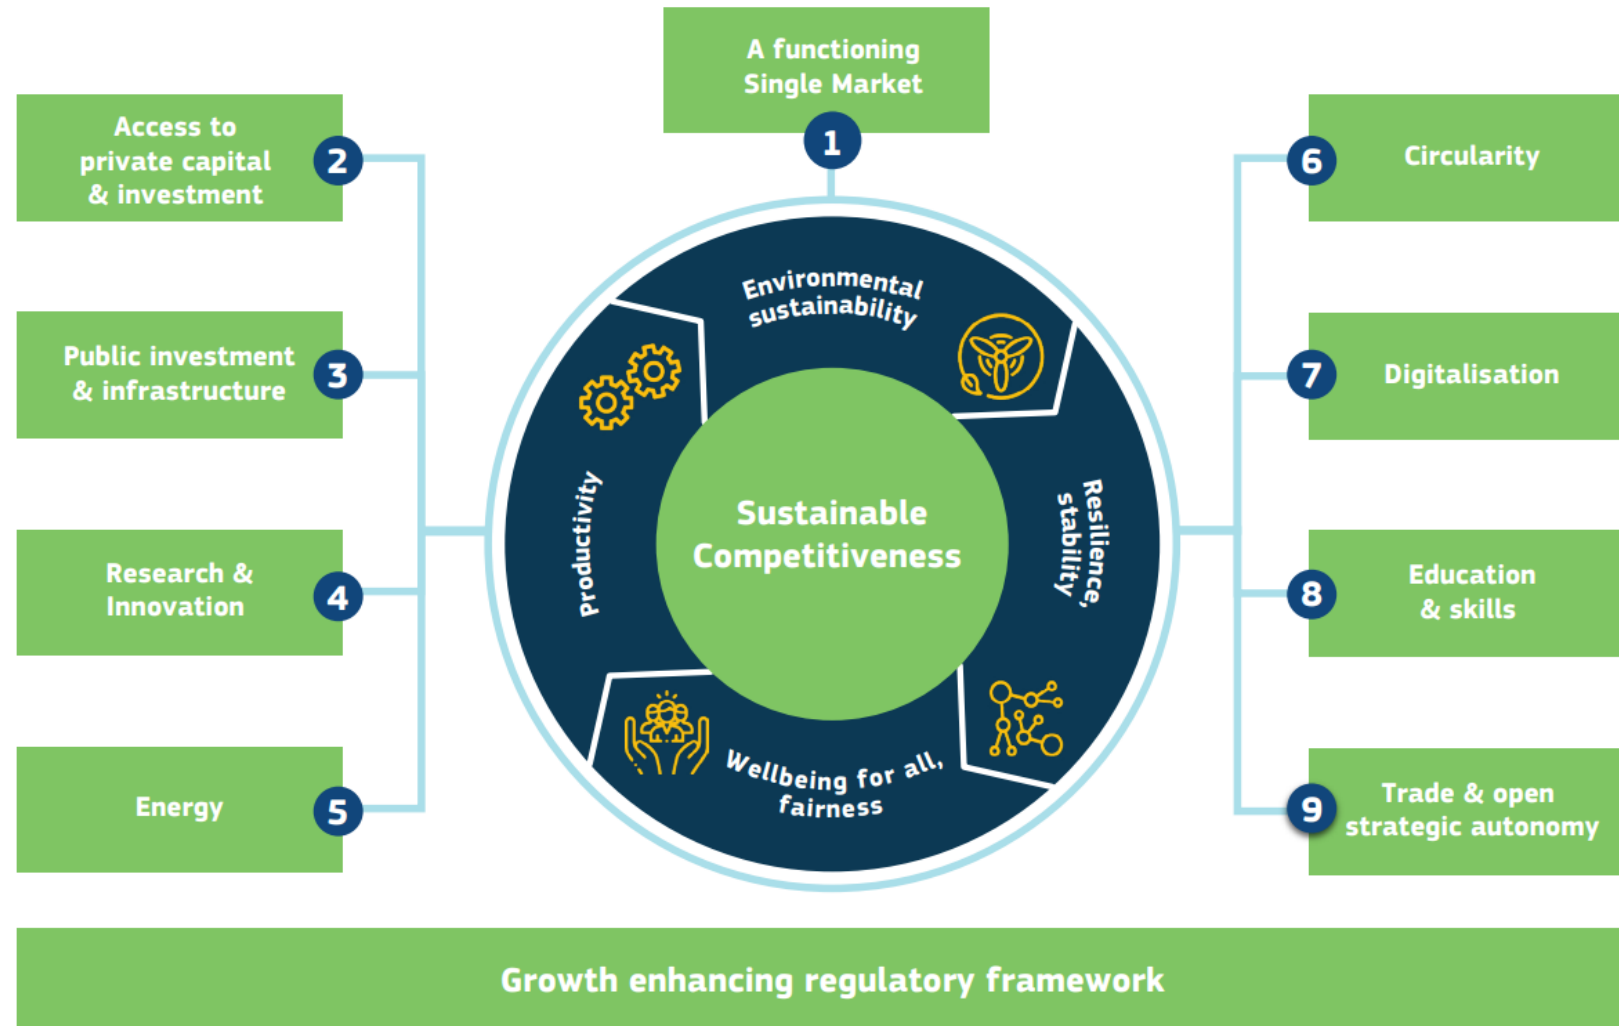 A functioning
Single Market
1
Access to
private capital
& investment
2
Public investment
& infrastructure
3
Research &
Innovation
4
Energy
5
Circularity
6
Digitalisation
7
Education
& skills
8
Trade & open
strategic autonomy
9
Environmental
sustainability
Resilience,
stability
Wellbeing for all,
fairness
Productivity
Sustainable
Competitiveness
Growth enhancing regulatory framework